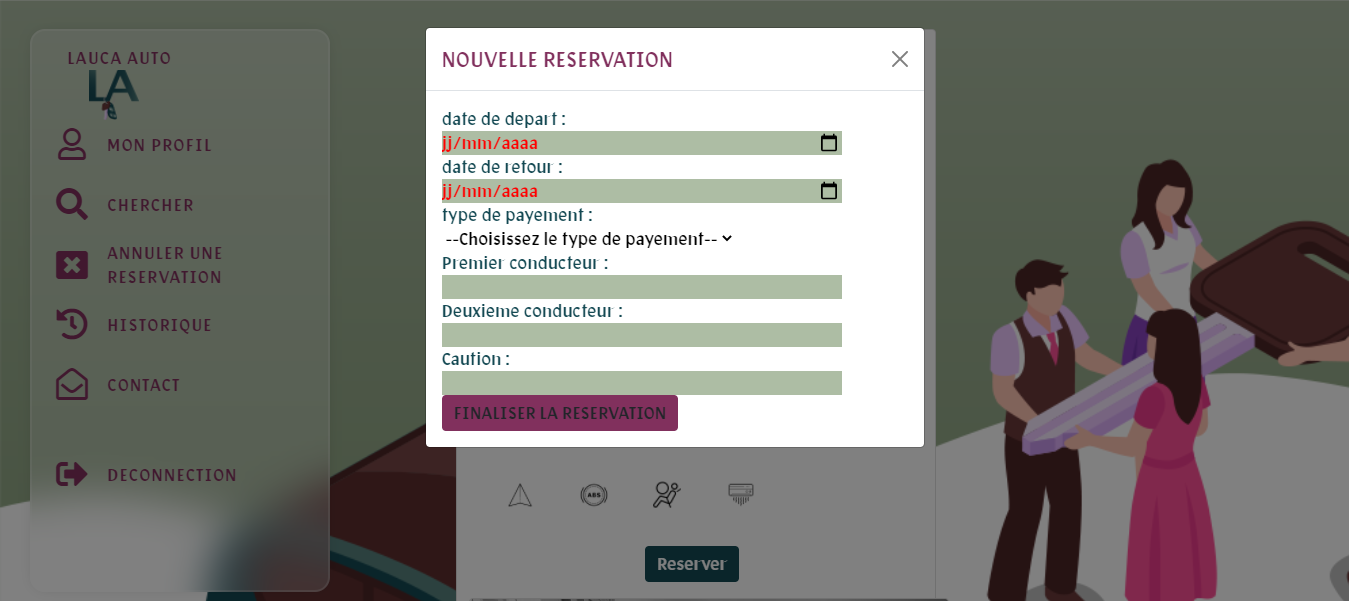 LAUCA AUTO
LA
MON PROFIL
CHERCHER
ANNULER UNE
RESERVATION
HISTORIQUE
CONTACT
DECONNECTION
NOUVELLE RESERVATION
date de depart :
jj/mm/aaaa
date de retour :
jj/mm/aaaa
type de payement :
--Choisissez le type de payement--
Premier conducteur :
Deuxieme conducteur :
Caution :
FINALISER LA RESERVATION
ABS
Reserver